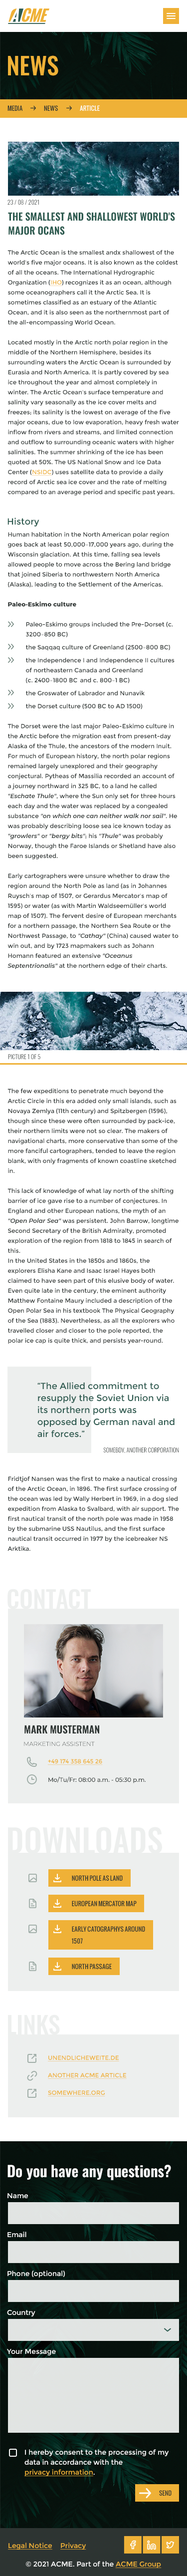 ACME
NEWS
MEDIA → NEWS → ARTICLE
23 / 06 / 2021
THE SMALLEST AND SHALLOWEST WORLD'S
MAJOR OCANS
The Arctic Ocean is the smallest ands shallowest of the
world's five major oceans. It is also known as the coldest
of all the oceans. The International Hydrographic
Organization (IHO) recognizes it as an ocean, although
some oceanographers call it the Arctic Sea. It is
sometimes classified as an estuary of the Atlantic
Ocean, and it is also seen as the northernmost part of
the all-encompassing World Ocean.
Located mostly in the Arctic north polar region in the
middle of the Northern Hemisphere, besides its
surrounding waters the Arctic Ocean is surrounded by
Eurasia and North America. It is partly covered by sea
ice throughout the year and almost completely in
winter. The Arctic Ocean's surface temperature and
salinity vary seasonally as the ice cover melts and
freezes; its salinity is the lowest on average of the five
major oceans, due to low evaporation, heavy fresh water
inflow from rivers and streams, and limited connection
and outflow to surrounding oceanic waters with higher
salinities. The summer shrinking of the ice has been
quoted at 50%. The US National Snow and Ice Data
Center (NSIDC) uses satellite data to provide a daily
record of Arctic sea ice cover and the rate of melting
compared to an average period and specific past years.
History
Human habitation in the North American polar region
goes back at least 50,000–17,000 years ago, during the
Wisconsin glaciation. At this time, falling sea levels
allowed people to move across the Bering land bridge
that joined Siberia to northwestern North America
(Alaska), leading to the Settlement of the Americas.
Paleo-Eskimo culture
Paleo-Eskimo groups included the Pre-Dorset (c.
3200–850 BC)
the Saqqaq culture of Greenland (2500–800 BC)
the Independence I and Independence II cultures
of northeastern Canada and Greenland
(c. 2400–1800 BC and c. 800–1 BC)
the Groswater of Labrador and Nunavik
the Dorset culture (500 BC to AD 1500)
The Dorset were the last major Paleo-Eskimo culture in
the Arctic before the migration east from present-day
Alaska of the Thule, the ancestors of the modern Inuit.
For much of European history, the north polar regions
remained largely unexplored and their geography
conjectural. Pytheas of Massilia recorded an account of
a journey northward in 325 BC, to a land he called
"Eschate Thule", where the Sun only set for three hours
each day and the water was replaced by a congealed
substance "on which one can neither walk nor sail". He
was probably describing loose sea ice known today as
"growlers" or "bergy bits"; his "Thule" was probably
Norway, though the Faroe Islands or Shetland have also
been suggested.
Early cartographers were unsure whether to draw the
region around the North Pole as land (as in Johannes
Ruysch's map of 1507, or Gerardus Mercator's map of
1595) or water (as with Martin Waldseemüller's world
map of 1507). The fervent desire of European merchants
for a northern passage, the Northern Sea Route or the
Northwest Passage, to "Cathay" (China) caused water to
win out, and by 1723 mapmakers such as Johann
Homann featured an extensive "Oceanus
Septentrionalis" at the northern edge of their charts.
PICTURE 1 OF 5
The few expeditions to penetrate much beyond the
Arctic Circle in this era added only small islands, such as
Novaya Zemlya (11th century) and Spitzbergen (1596),
though since these were often surrounded by pack-ice,
their northern limits were not so clear. The makers of
navigational charts, more conservative than some of the
more fanciful cartographers, tended to leave the region
blank, with only fragments of known coastline sketched
in.
This lack of knowledge of what lay north of the shifting
barrier of ice gave rise to a number of conjectures. In
England and other European nations, the myth of an
"Open Polar Sea" was persistent. John Barrow, longtime
Second Secretary of the British Admiralty, promoted
exploration of the region from 1818 to 1845 in search of
this.
In the United States in the 1850s and 1860s, the
explorers Elisha Kane and Isaac Israel Hayes both
claimed to have seen part of this elusive body of water.
Even quite late in the century, the eminent authority
Matthew Fontaine Maury included a description of the
Open Polar Sea in his textbook The Physical Geography
of the Sea (1883). Nevertheless, as all the explorers who
travelled closer and closer to the pole reported, the
polar ice cap is quite thick, and persists year-round.
"The Allied commitment to
resupply the Soviet Union via
its northern ports was
opposed by German naval and
air forces."
SOMEBDY, ANOTHER CORPORATION
Fridtjof Nansen was the first to make a nautical crossing
of the Arctic Ocean, in 1896. The first surface crossing of
the ocean was led by Wally Herbert in 1969, in a dog sled
expedition from Alaska to Svalbard, with air support. The
first nautical transit of the north pole was made in 1958
by the submarine USS Nautilus, and the first surface
nautical transit occurred in 1977 by the icebreaker NS
Arktika.
CONTACT
MARK MUSTERMAN
MARKETING ASSISTENT
+49 174 358 645 26
Mo/Tu/Fr: 08:00 a.m. - 05:30 p.m.
DOWNLOADS
NORTH POLE AS LAND
EUROPEAN MERCATOR MAP
EARLY CATOGRAPHYS AROUND
1507
NORTH PASSAGE
LINKS
UNENDLICHEWEITE.DE
ANOTHER ACME ARTICLE
SOMEWHERE.ORG
Do you have any questions?
Name
Email
Phone (optional)
Country
Your Message
I hereby consent to the processing of my
data in accordance with the
privacy information.
SEND
Legal Notice Privacy
© 2021 ACME. Part of the ACME Group